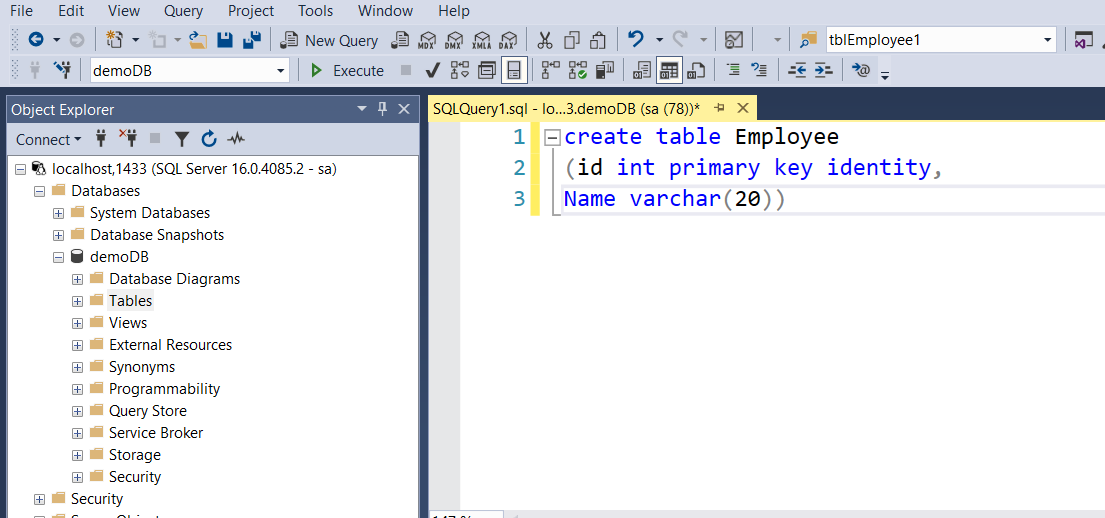 File Edit View Query Project Tools Window Help
New Query MDX DMX XMLA DAX tblEmployee1
demoDB Execute
Object Explorer
Connect
localhost,1433 (SQL Server 16.0.4085.2 - sa)
Databases
System Databases
Database Snapshots
demoDB
Database Diagrams
Tables
Views
External Resources
Synonyms
Programmability
Query Store
Service Broker
Storage
Security
Security
SQLQuery1.sql - lo...3.demoDB (sa (78))*
1 create table Employee
2 (id int primary key identity,
3 Name varchar(20))